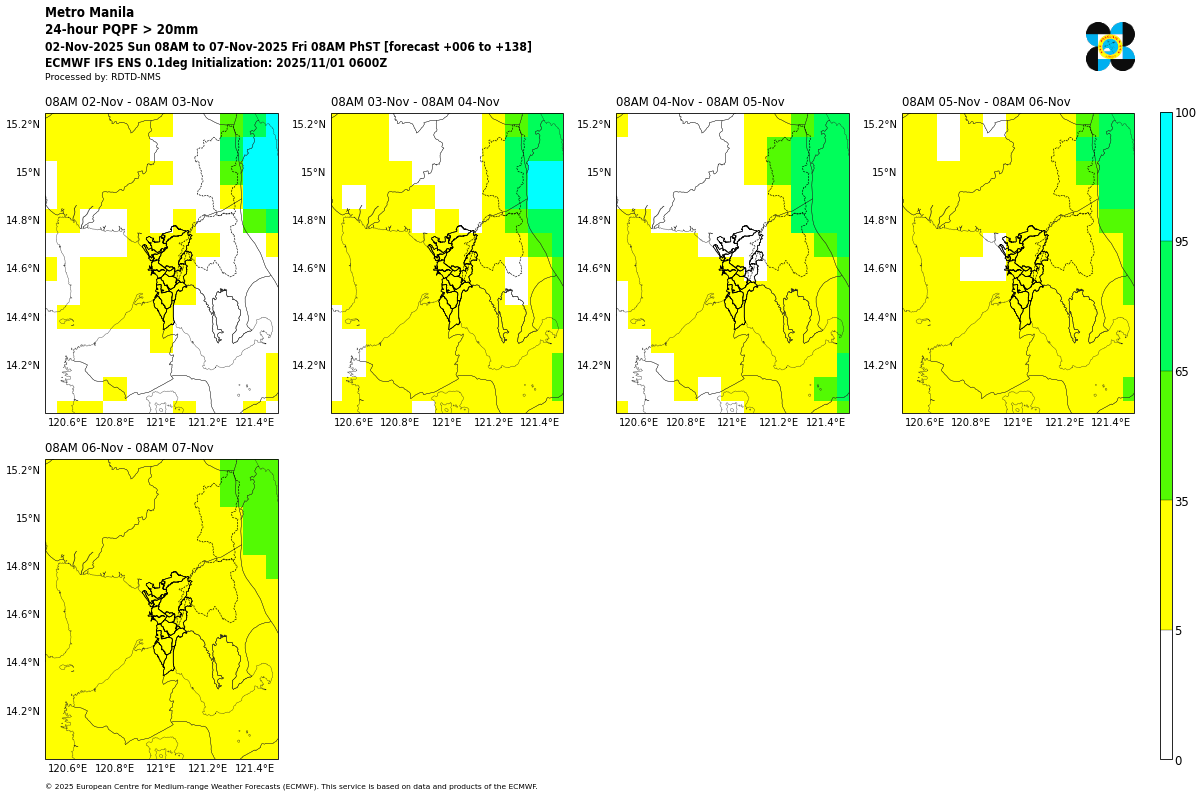 Metro Manila
24-hour PQPF > 20mm
02-Nov-2025 Sun 08AM to 07-Nov-2025 Fri 08AM PhST [forecast +006 to +138]
ECMWF IFS ENS 0.1deg Initialization: 2025/11/01 0600Z
Processed by: RDTD-NMS
08AM 02-Nov - 08AM 03-Nov
08AM 03-Nov - 08AM 04-Nov
08AM 04-Nov - 08AM 05-Nov
08AM 05-Nov - 08AM 06-Nov
15.2°N 15.2°N 15.2°N 15.2°N
15°N 15°N 15°N 15°N
14.8°N 14.8°N 14.8°N 14.8°N
14.6°N 14.6°N 14.6°N 14.6°N
14.4°N 14.4°N 14.4°N 14.4°N
14.2°N 14.2°N 14.2°N 14.2°N
120.6°E 120.8°E 121°E 121.2°E 121.4°E
120.6°E 120.8°E 121°E 121.2°E 121.4°E
120.6°E 120.8°E 121°E 121.2°E 121.4°E
120.6°E 120.8°E 121°E 121.2°E 121.4°E
100
95
65
35
5
0
08AM 06-Nov - 08AM 07-Nov
15.2°N
15°N
14.8°N
14.6°N
14.4°N
14.2°N
120.6°E 120.8°E 121°E 121.2°E 121.4°E
© 2025 European Centre for Medium-range Weather Forecasts (ECMWF). This service is based on data and products of the ECMWF.